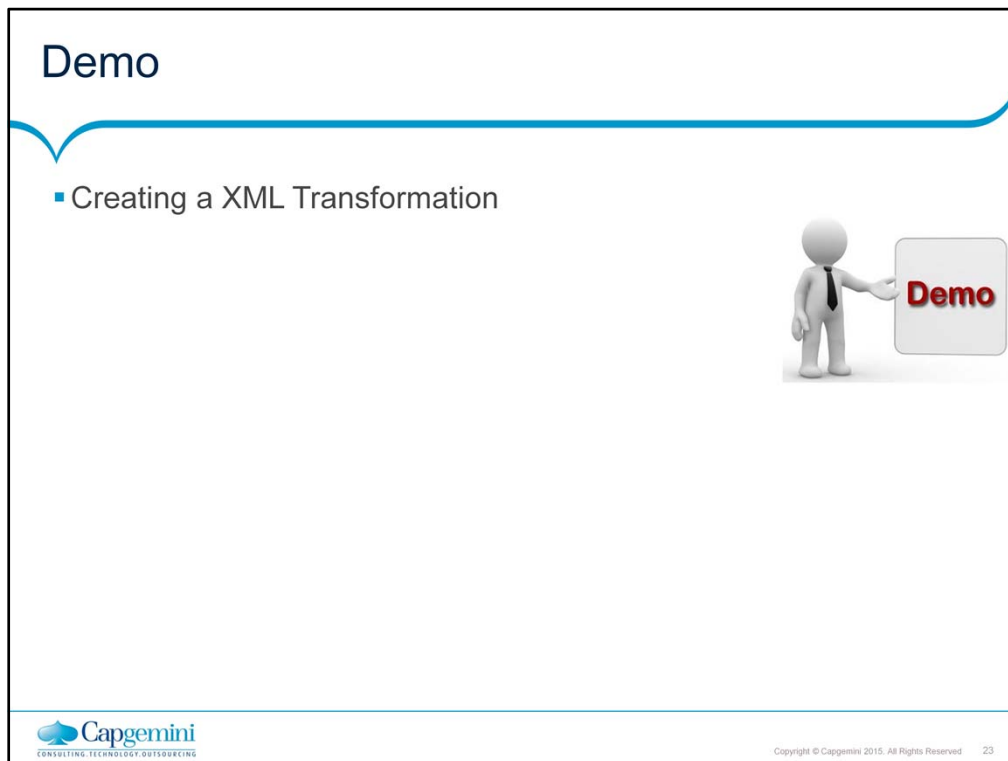 Demo
Creating a XML Transformation
Demo
Capgemini
CONSULTING.TECHNOLOGY.OUTSOURCING
Copyright © Capgemini 2015. All Rights Reserved 23